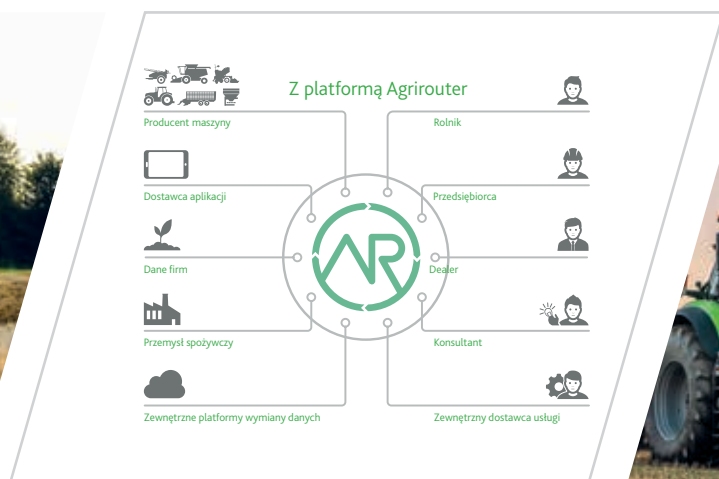 Z platformą Agrirouter
Producent maszyny
Rolnik
Dostawca aplikacji
Przedsiębiorca
AR
Dane firm
Dealer
Przemysł spożywczy
Konsultant
Zewnętrzne platformy wymiany danych
Zewnętrzny dostawca usługi